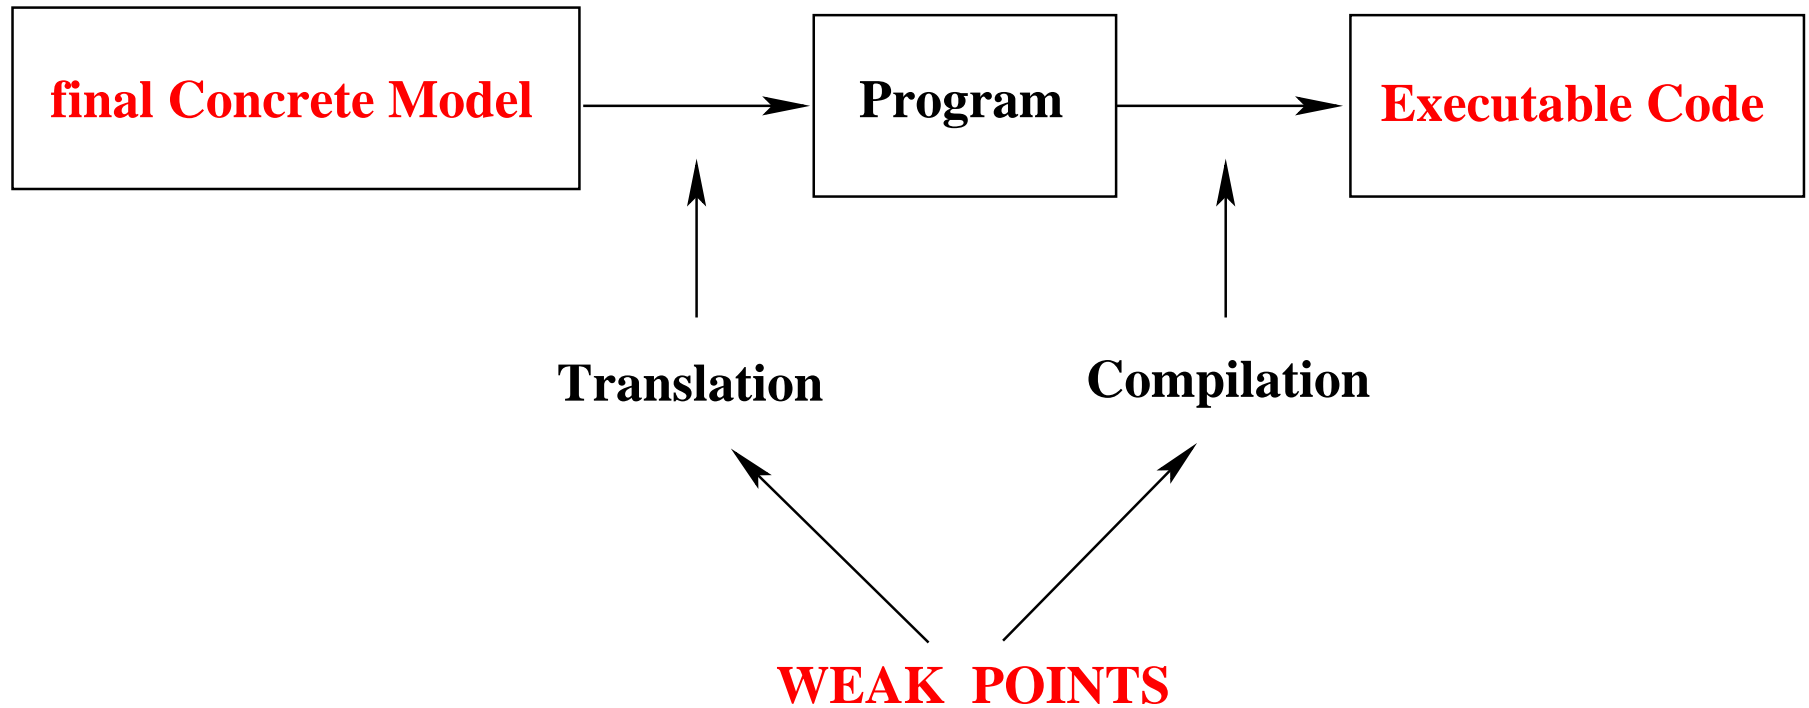 final Concrete Model
Program
Executable Code
Translation
Compilation
WEAK POINTS